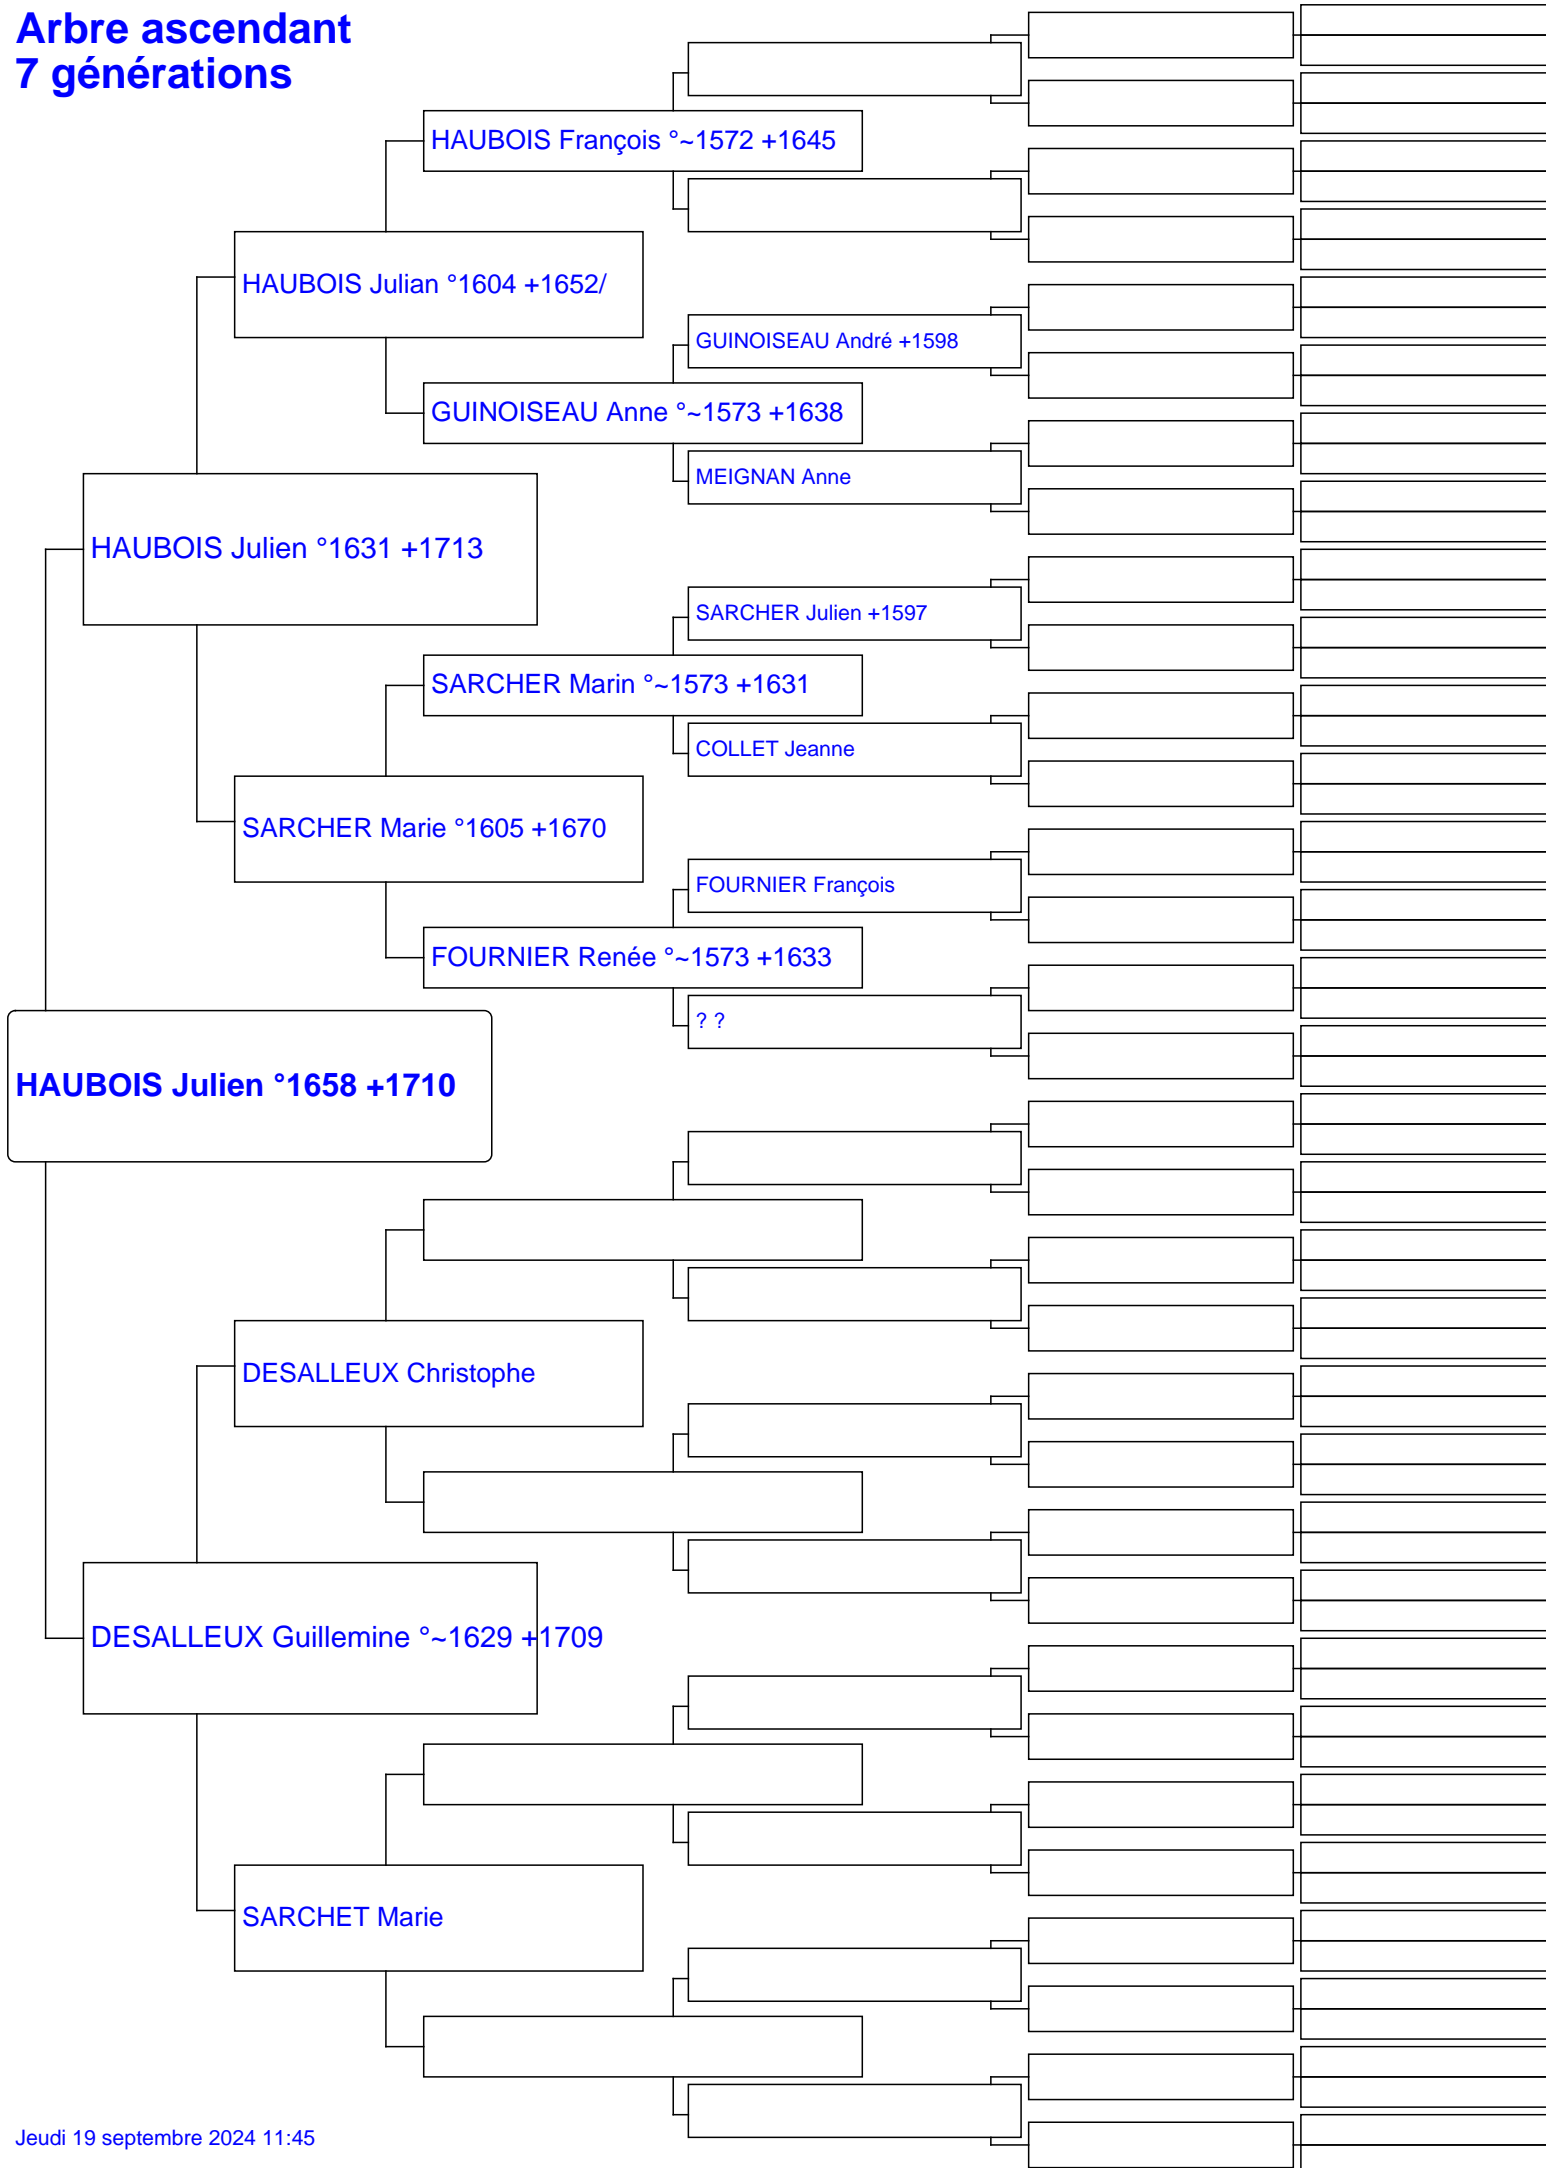 Arbre ascendant
7 générations
HAUBOIS François °~1572 +1645
HAUBOIS Julian °1604 +1652/
GUINOISEAU André +1598
GUINOISEAU Anne °~1573 +1638
MEIGNAN Anne
HAUBOIS Julien °1631 +1713
SARCHER Julien +1597
SARCHER Marin °~1573 +1631
COLLET Jeanne
SARCHER Marie °1605 +1670
FOURNIER François
FOURNIER Renée °~1573 +1633
? ?
HAUBOIS Julien °1658 +1710
DESALLEUX Christophe
DESALLEUX Guillemine °~1629 +1709
SARCHET Marie
Jeudi 19 septembre 2024 11:45